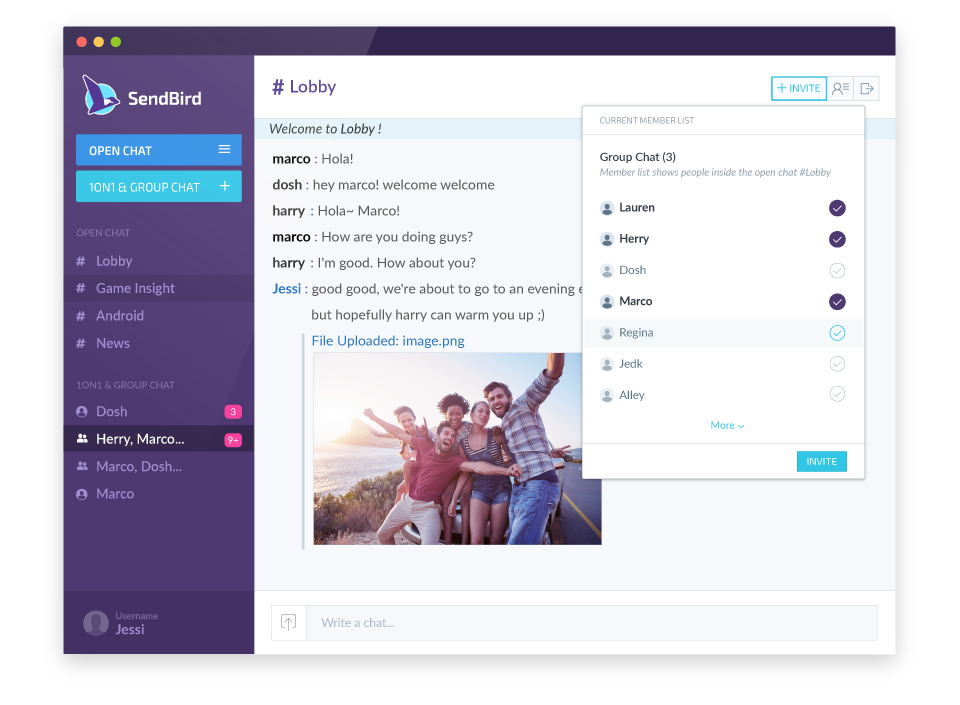 SendBird
OPEN CHAT
1ON1 & GROUP CHAT +
OPEN CHAT
# Lobby
# Game Insight
# Android
# News
1ON1 & GROUP CHAT
Dosh 3
Herry, Marco... 9+
Marco, Dosh...
Marco
Username
Jessi
# Lobby
+ INVITE
Welcome to Lobby !
marco : Hola!
dosh : hey marco! welcome welcome
harry : Hola~ Marco!
marco : How are you doing guys?
harry : I'm good. How about you?
Jessi : good good, we're about to go to an evening
but hopefully harry can warm you up ;)
File Uploaded: image.png
Write a chat...
CURRENT MEMBER LIST
Group Chat (3)
Member list shows people inside the open chat #Lobby
Lauren
Herry
Dosh
Marco
Regina
Jedk
Alley
More
INVITE